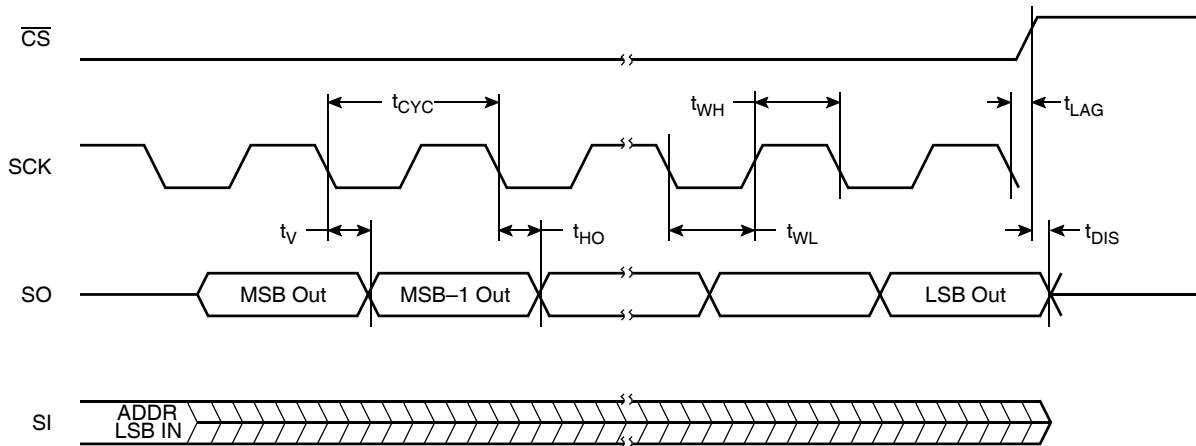 CS
tCYC
tWH
tLAG
SCK
tV
tHO
tWL
tDIS
SO
MSB Out
MSB–1 Out
LSB Out
SI
ADDR
LSB IN